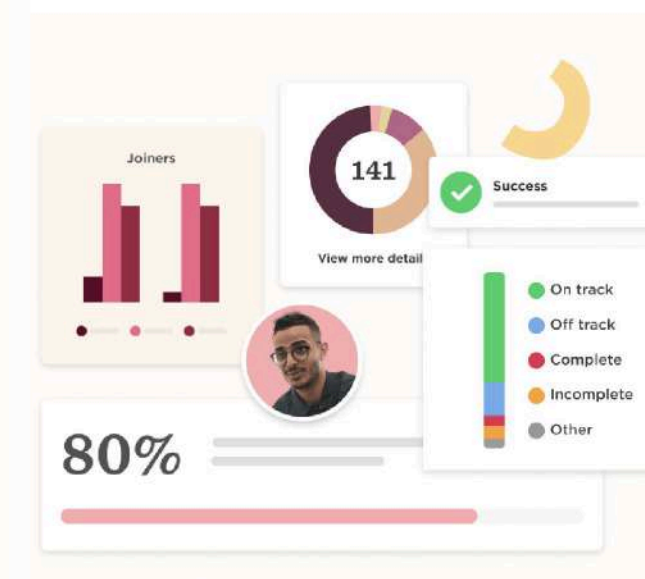 Joiners
141
View more detail
Success
On track
Off track
Complete
Incomplete
Other
80%